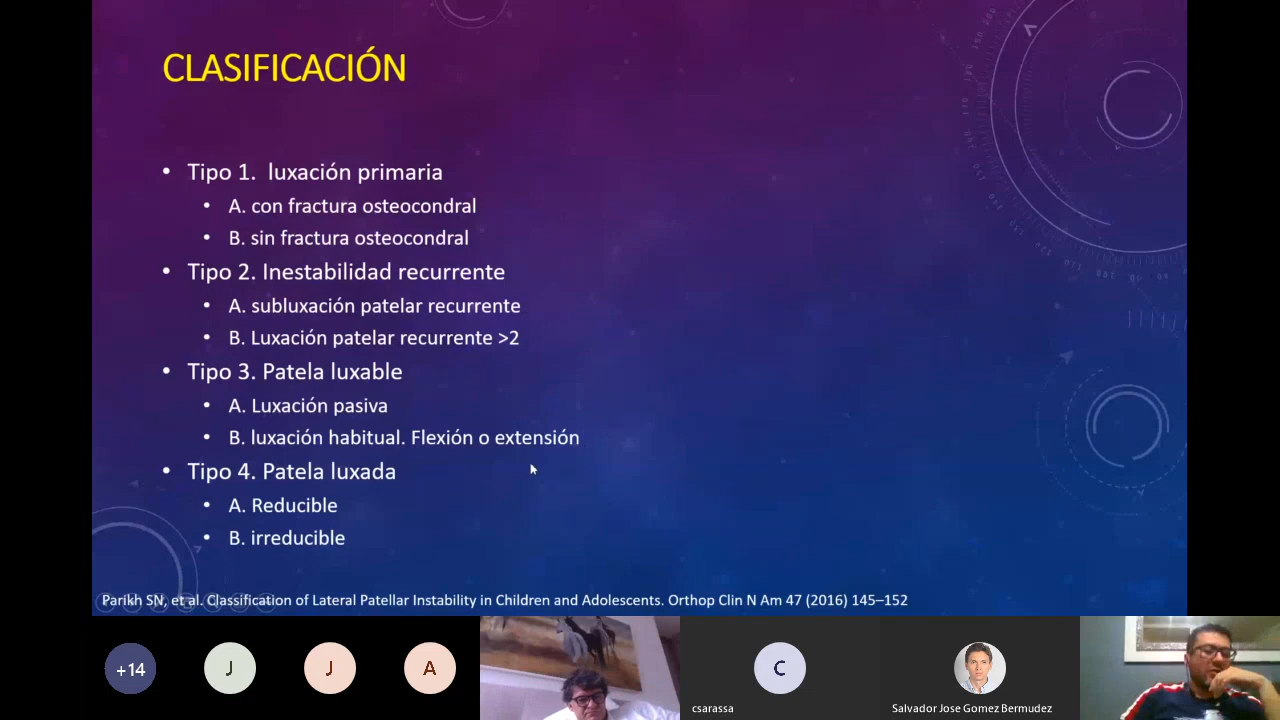 CLASIFICACIÓN
• Tipo 1. luxación primaria
• A. con fractura osteocondral
• B. sin fractura osteocondral
• Tipo 2. Inestabilidad recurrente
• A. subluxación patelar recurrente
• B. Luxación patelar recurrente >2
• Tipo 3. Patela luxable
• A. Luxación pasiva
• B. luxación habitual. Flexión o extensión
• Tipo 4. Patela luxada
• A. Reducible
• B. irreducible
Parikh SN, et al. Classification of Lateral Patellar Instability in Children and Adolescents. Orthop Clin N Am 47 (2016) 145–152
+14
J
J
A
C
csarassa
Salvador Jose Gomez Bermudez